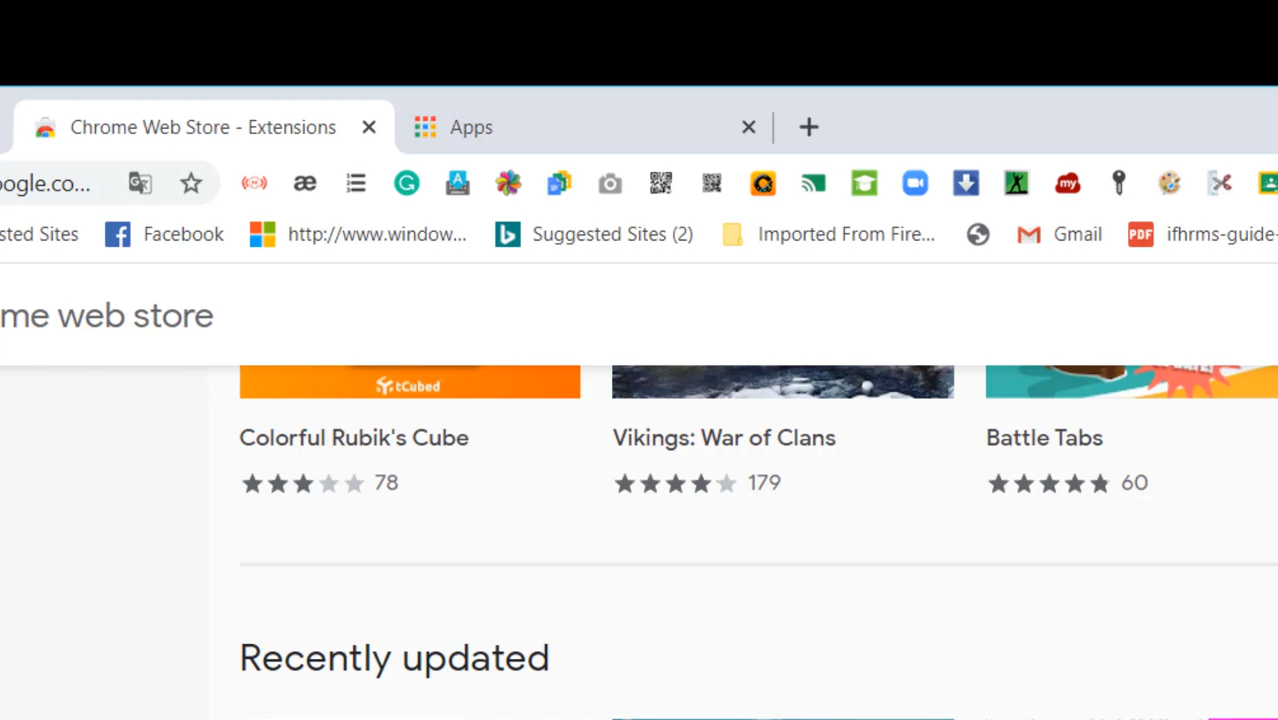 Chrome Web Store - Extensions
Apps
oogle.co...
æ
my
sted Sites
Facebook
http://www.window...
Suggested Sites (2)
Imported From Fire...
Gmail
PDF
ifhrms-guide-
me web store
tCubed
Colorful Rubik's Cube
Vikings: War of Clans
Battle Tabs
78
179
60
Recently updated